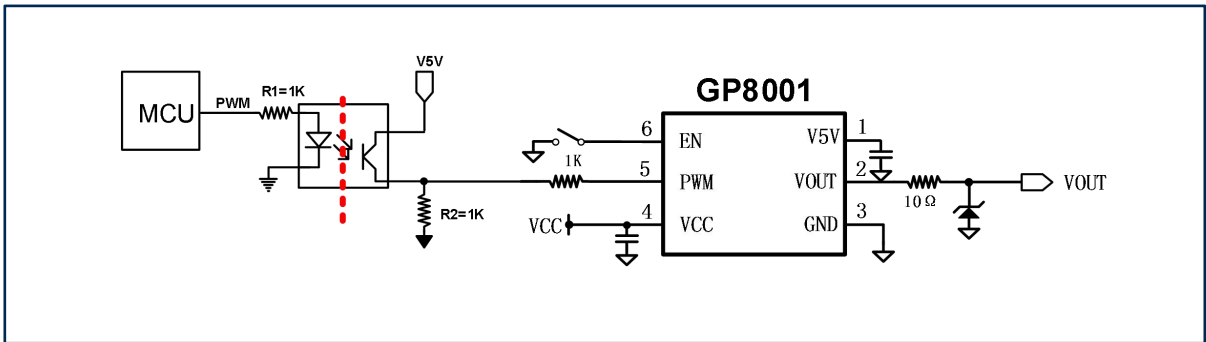 V5V
R1=1K
MCU
PWM
R2=1K
GP8001
6
EN
V5V
1
1K
5
PWM
VOUT
2
10Ω
VOUT
VCC
4
VCC
GND
3